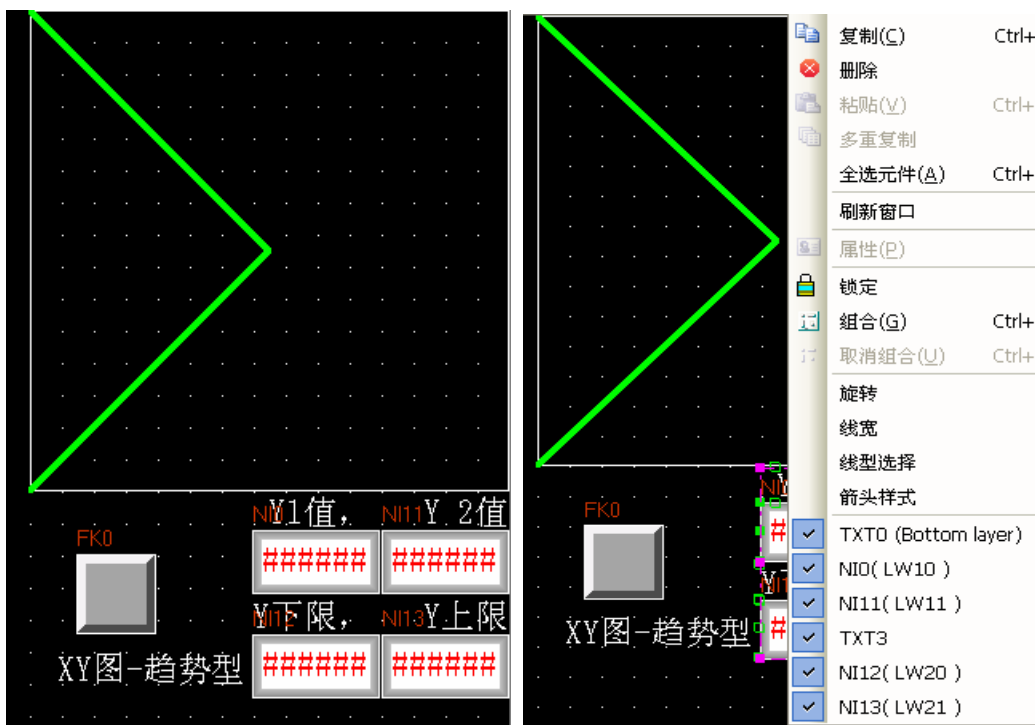 NI0 Y1值, NI11 Y 2值
FK0
###### ######
NI12 Y下限, NI13 Y上限
###### ######
XY图-趋势型
FK0
#
#
XY图-趋势型
复制(C) Ctrl+
删除
粘贴(V) Ctrl+
多重复制
全选元件(A) Ctrl+
刷新窗口
属性(P)
锁定
组合(G) Ctrl+
取消组合(U) Ctrl+
旋转
线宽
线型选择
箭头样式
TXT0 (Bottom layer)
NI0( LW10 )
NI11( LW11 )
TXT3
NI12( LW20 )
NI13( LW21 )